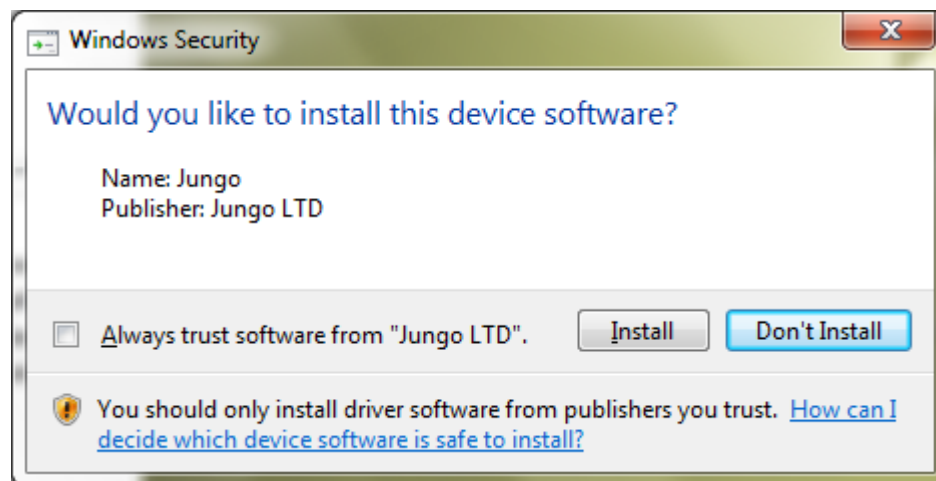 Windows Security
Would you like to install this device software?
Name: Jungo
Publisher: Jungo LTD
Always trust software from "Jungo LTD".
Install
Don't Install
You should only install driver software from publishers you trust. How can I
decide which device software is safe to install?